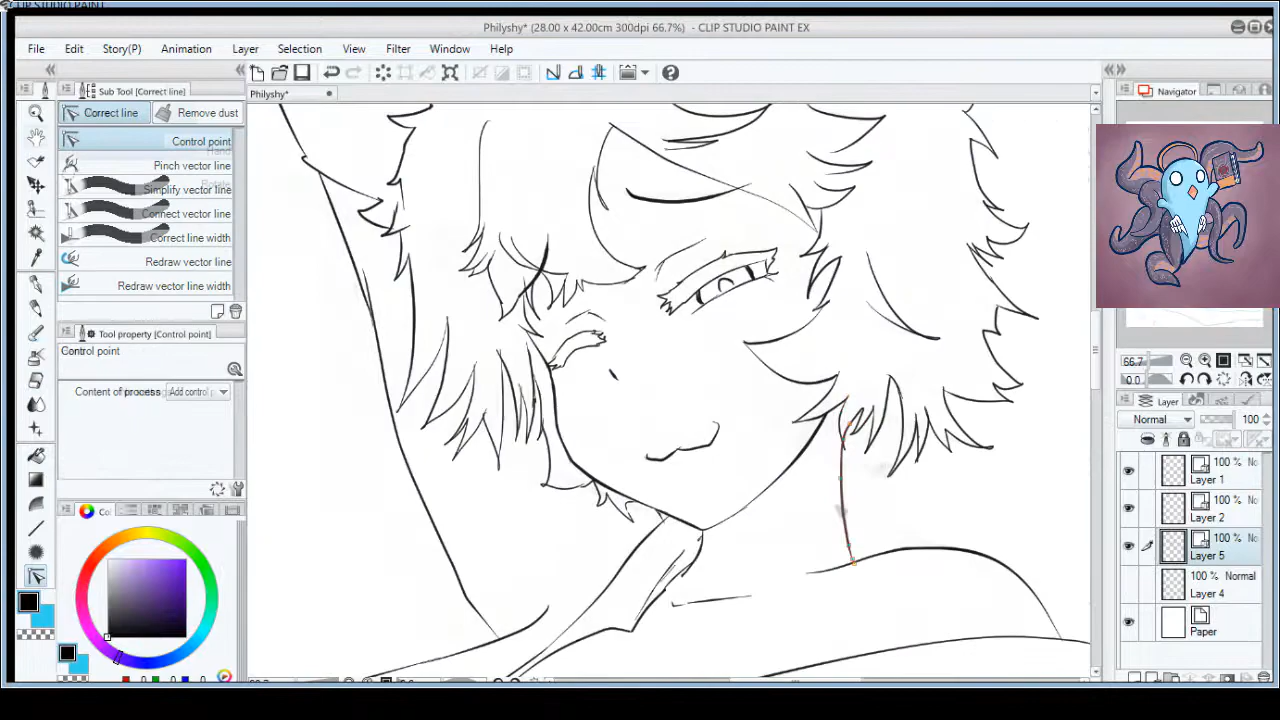 CLIP STUDIO PAINT
Philyshy* (28.00 x 42.00cm 300dpi 66.7%) - CLIP STUDIO PAINT EX
File Edit Story(P) Animation Layer Selection View Filter Window Help
Sub Tool [Correct line]
Philyshy*
Navigator
Correct line Remove dust
Control point
Pinch vector line
Simplify vector line
Connect vector line
Correct line width
Redraw vector line
Redraw vector line width
Tool property [Control point]
Control point
Content of process Add control p
66.7
0.0
Layer
Normal 100
100 % No
Layer 1
100 % No
Layer 2
100 % No
Layer 5
100 % Normal
Layer 4
Paper
Co